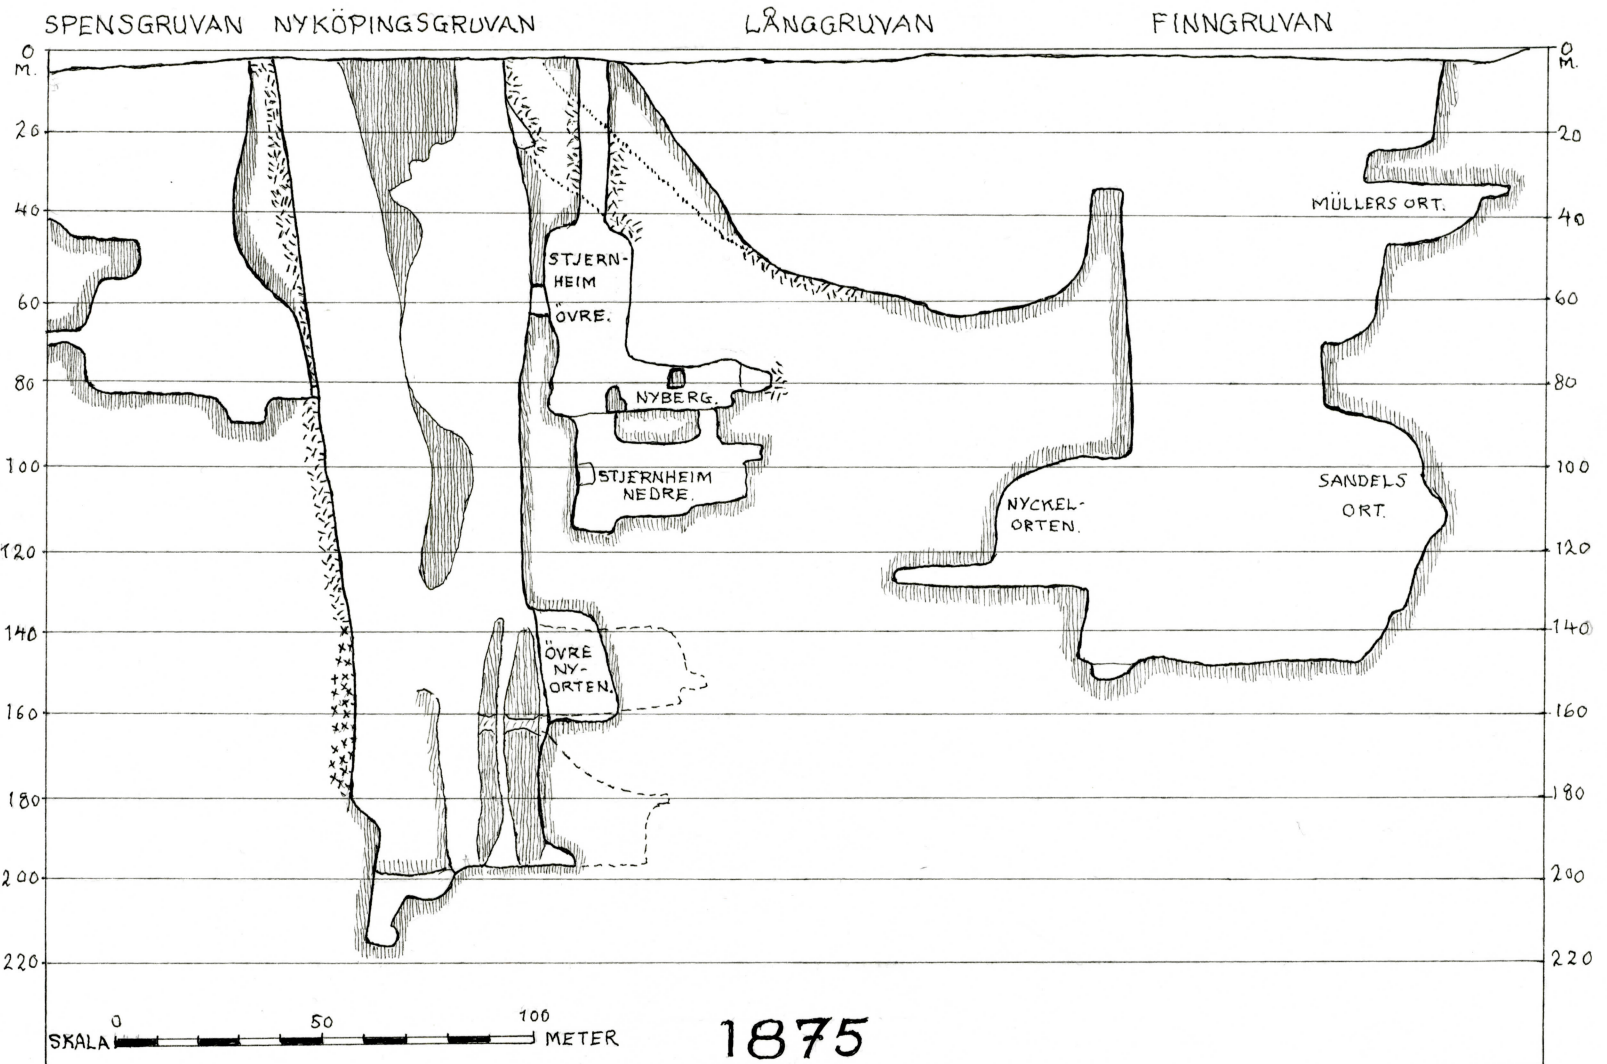 SPENSGRUVAN NYKÖPINGSGRUVAN LÅNGGRUVAN FINNGRUVAN
0 0
M. M.
20 20
MÜLLERS ORT.
40 40
STJERN-
HEIM
ÖVRE.
60 60
80 80
NYBERG.
100 100
STJERNHEIM
NEDRE.
SANDELS
ORT.
NYCKEL-
ORTEN.
120 120
140 140
ÖVRE
NY-
ORTEN.
160 160
180 180
200 200
220 220
0 50 100
SKALA METER
1875